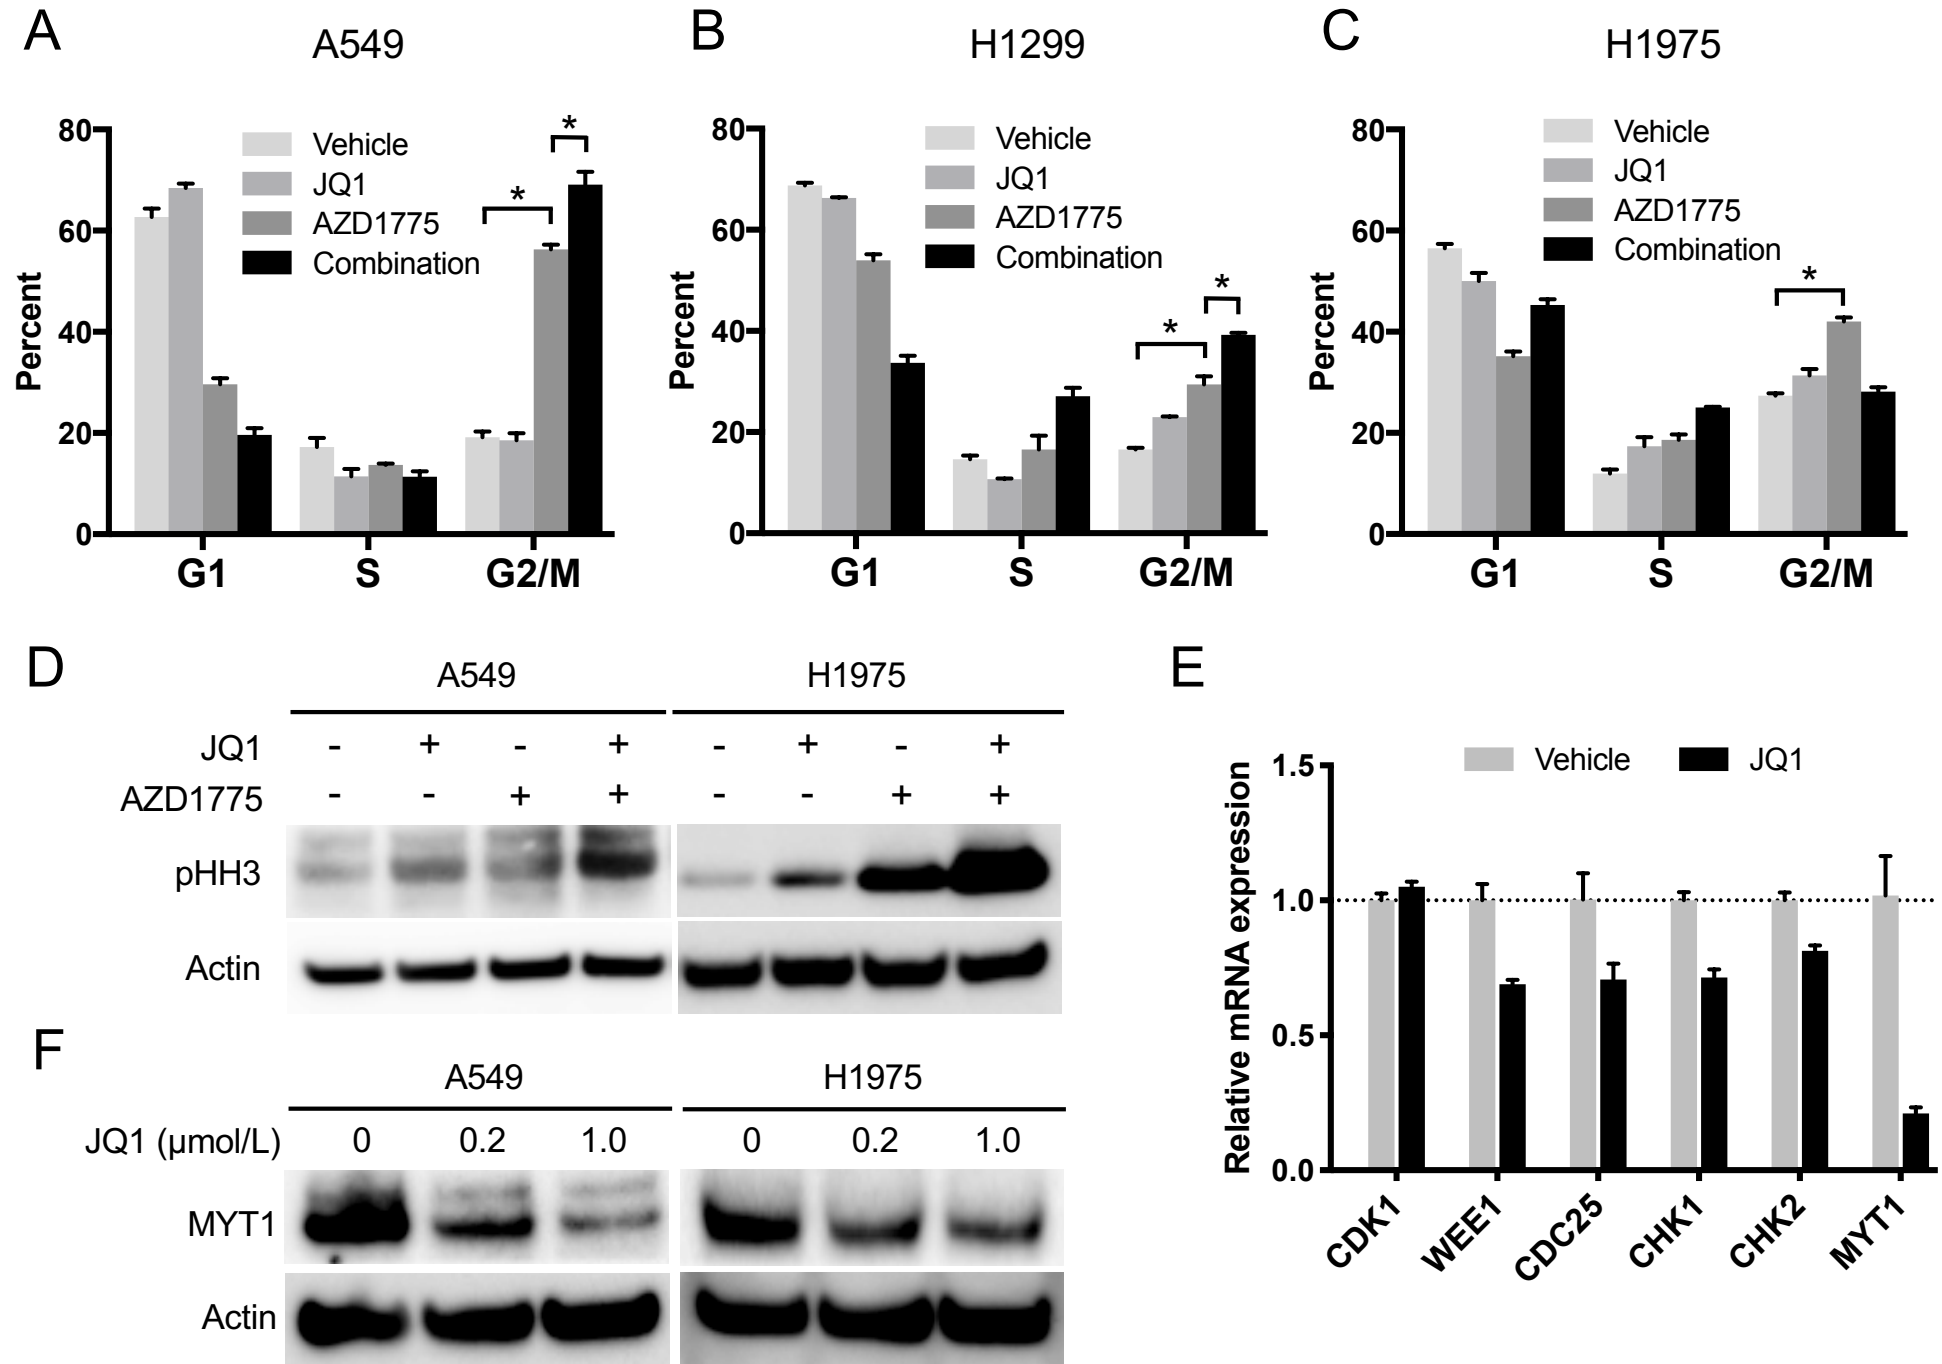 A
A549
80
60
40
20
0
Percent
Vehicle
JQ1
AZD1775
Combination
*
*
G1
S
G2/M
B
H1299
80
60
40
20
0
Percent
Vehicle
JQ1
AZD1775
Combination
*
*
G1
S
G2/M
C
H1975
80
60
40
20
0
Percent
Vehicle
JQ1
AZD1775
Combination
*
G1
S
G2/M
D
A549
H1975
JQ1 - + - + - + - +
AZD1775 - - + + - - + +
pHH3
Actin
E
Vehicle
JQ1
Relative mRNA expression
1.5
1.0
0.5
0.0
CDK1
WEE1
CDC25
CHK1
CHK2
MYT1
F
A549
H1975
JQ1 (μmol/L) 0 0.2 1.0 0 0.2 1.0
MYT1
Actin